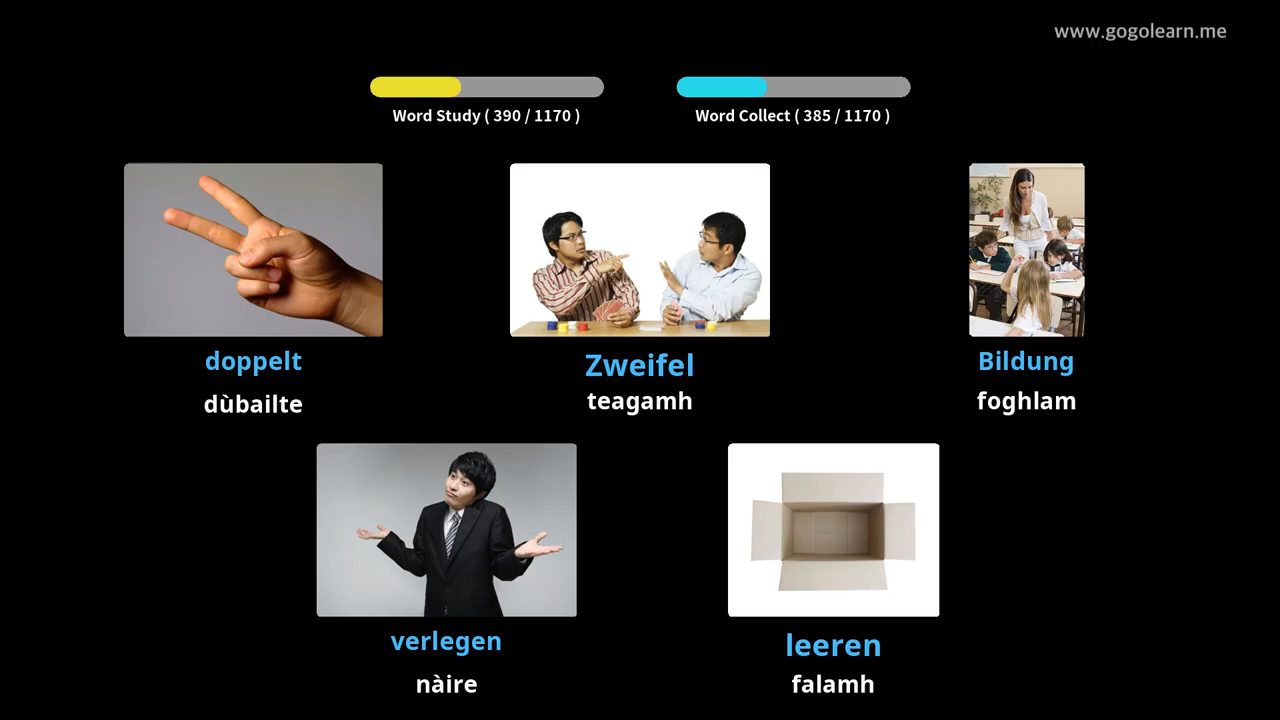 www.gogolearn.me
Word Study ( 390 / 1170 )
Word Collect ( 385 / 1170 )
doppelt
dùbailte
Zweifel
teagamh
Bildung
foghlam
verlegen
nàire
leeren
falamh